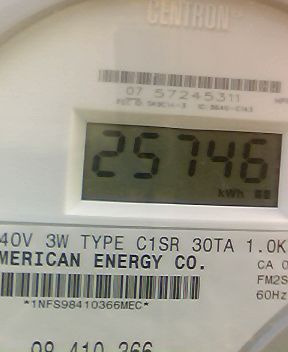 CENTRON
07 57245311
25746
kWh
40V 3W TYPE C1SR 30TA 1.0K
MERICAN ENERGY CO.
CA 0
FM2S
60Hz
*1NFS98410366MEC*
98 410 366